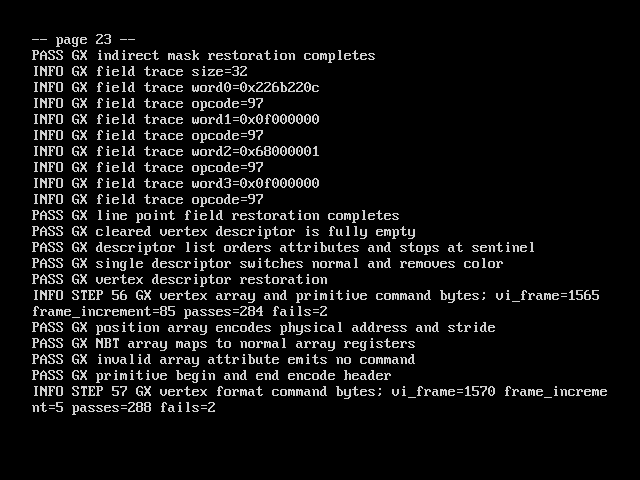 -- page 23 --
PASS GX indirect mask restoration completes
INFO GX field trace size=32
INFO GX field trace word0=0x226b220c
INFO GX field trace opcode=97
INFO GX field trace word1=0x0f000000
INFO GX field trace opcode=97
INFO GX field trace word2=0x68000001
INFO GX field trace opcode=97
INFO GX field trace word3=0x0f000000
INFO GX field trace opcode=97
PASS GX line point field restoration completes
PASS GX cleared vertex descriptor is fully empty
PASS GX descriptor list orders attributes and stops at sentinel
PASS GX single descriptor switches normal and removes color
PASS GX vertex descriptor restoration
INFO STEP 56 GX vertex array and primitive command bytes; vi_frame=1565
frame_increment=85 passes=284 fails=2
PASS GX position array encodes physical address and stride
PASS GX NBT array maps to normal array registers
PASS GX invalid array attribute emits no command
PASS GX primitive begin and end encode header
INFO STEP 57 GX vertex format command bytes; vi_frame=1570 frame_increme
nt=5 passes=288 fails=2